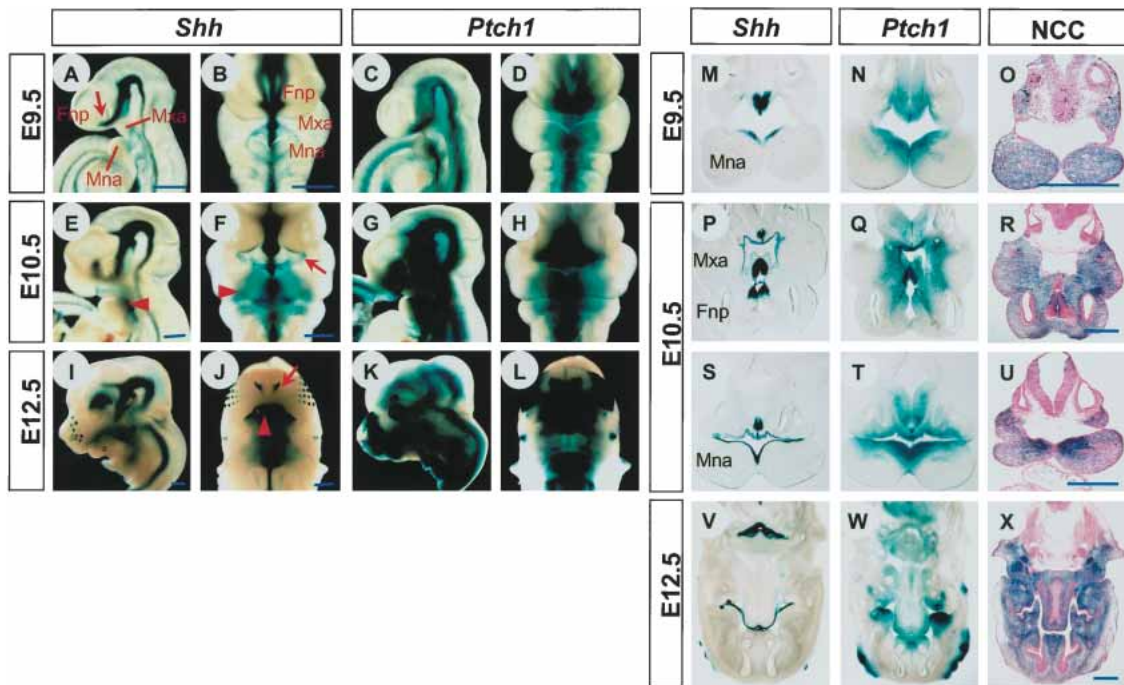 Shh Ptch1
E9.5
A B C D
Fnp Mxa Mna
Fnp Mxa Mna
E10.5
E F G H
E12.5
I J K L
Shh Ptch1 NCC
E9.5
M N O
Mna
E10.5
P Q R
Mxa
Fnp
S T U
Mna
E12.5
V W X